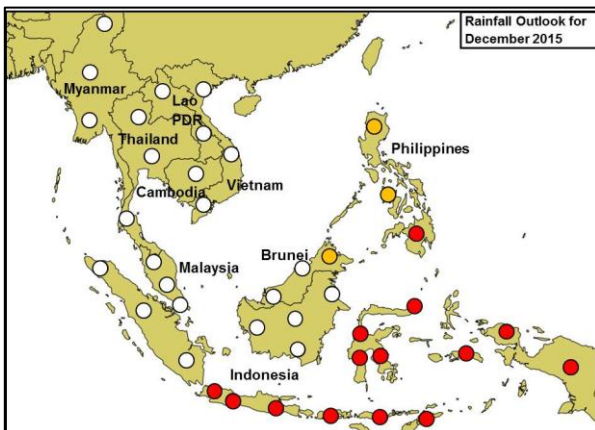 Rainfall Outlook for
December 2015
Myanmar
Lao
PDR
Thailand
Philippines
Cambodia
Vietnam
Brunei
Malaysia
Indonesia